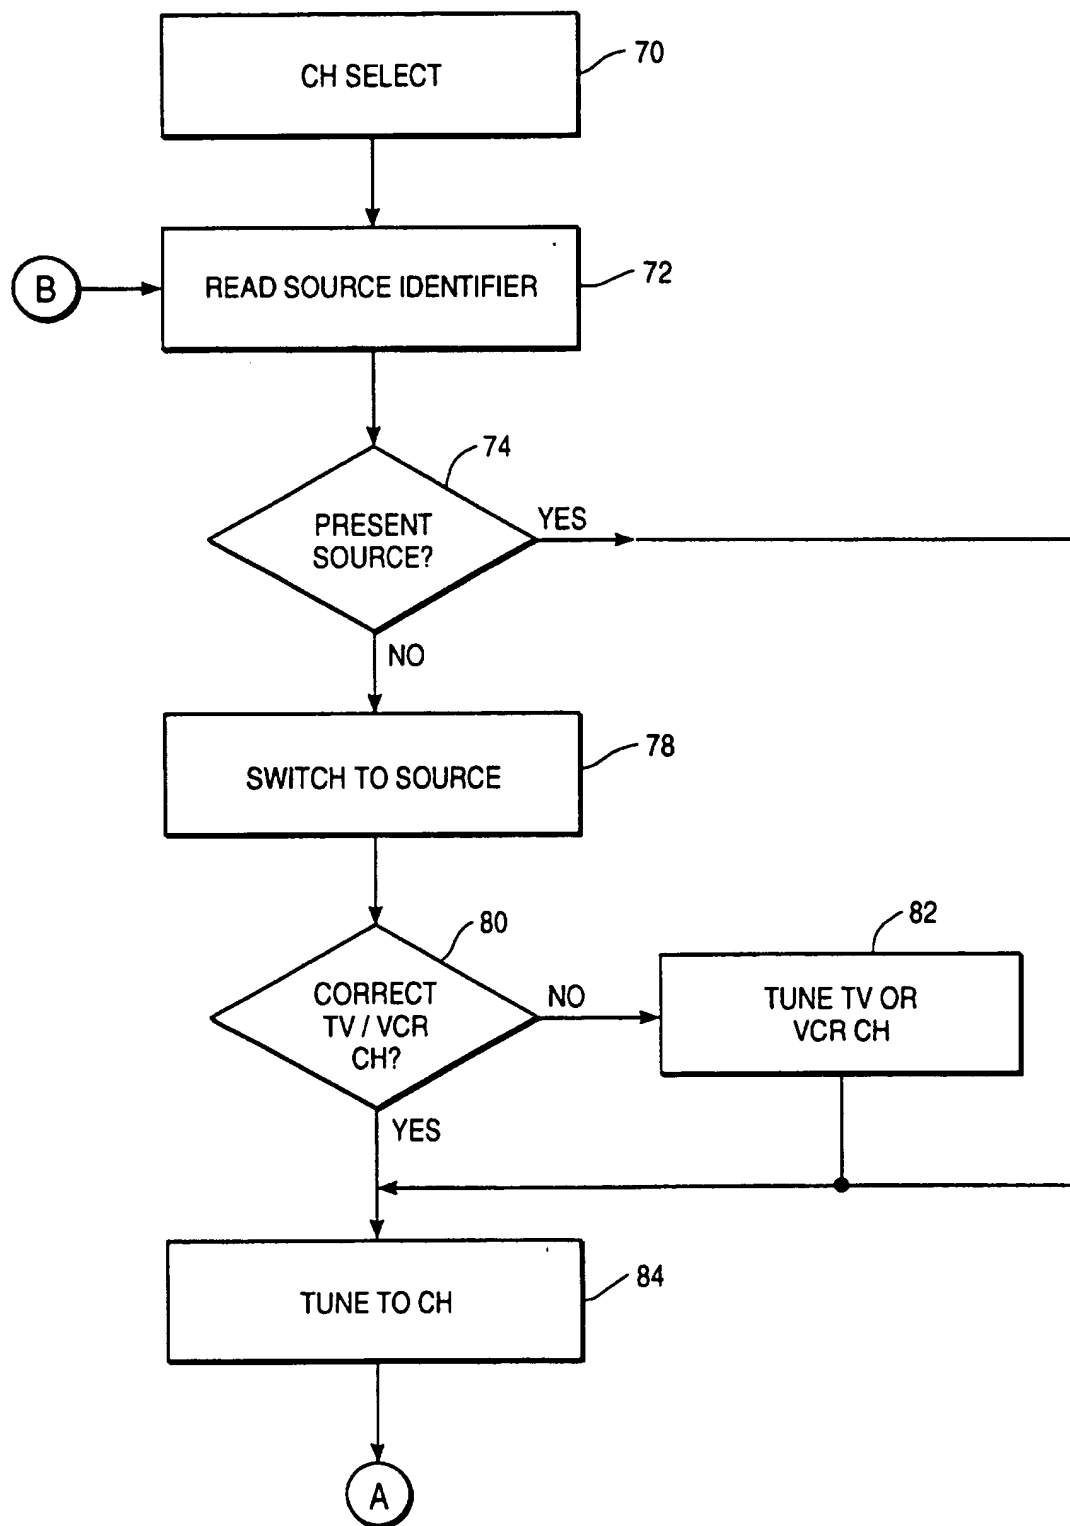 CH SELECT
70
B
READ SOURCE IDENTIFIER
72
74
PRESENT
SOURCE?
YES
NO
SWITCH TO SOURCE
78
80
CORRECT
TV / VCR
CH?
NO
82
TUNE TV OR
VCR CH
YES
TUNE TO CH
84
A